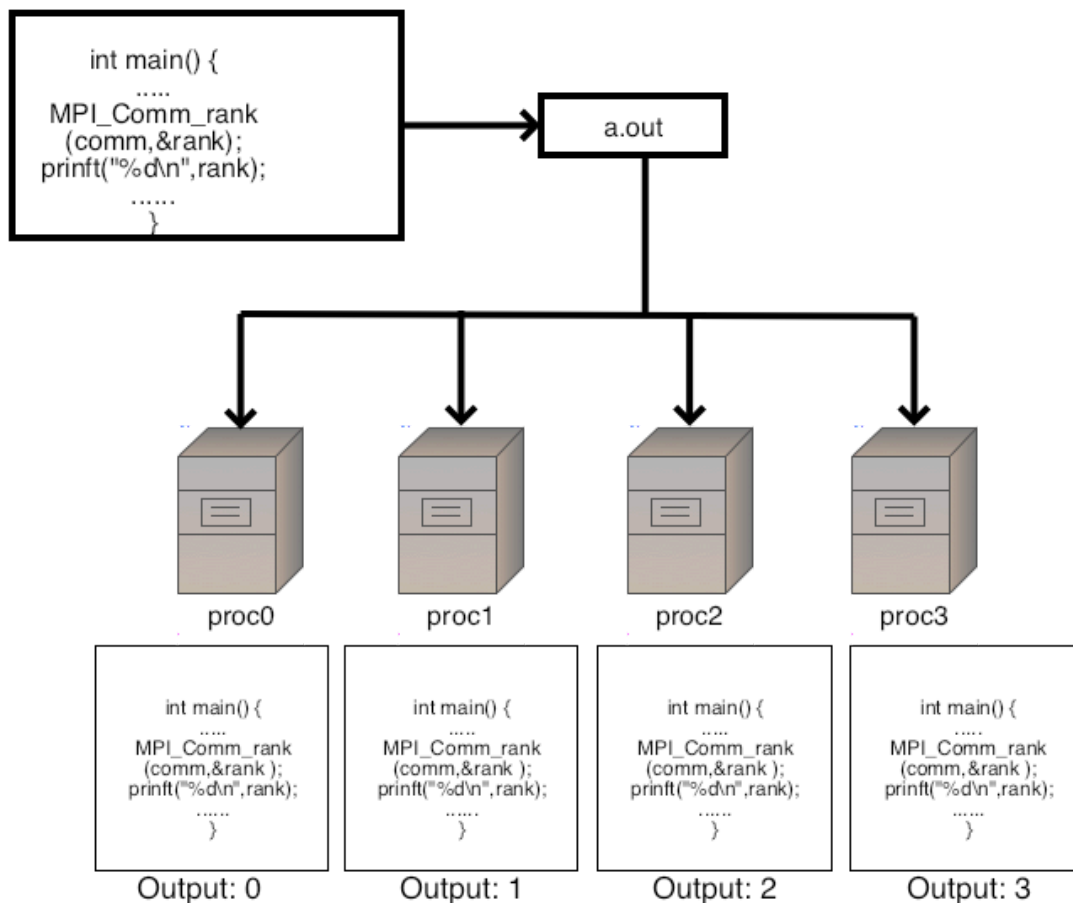 int main() {
.....
MPI_Comm_rank
(comm,&rank);
prinft("%d\n",rank);
......
}
a.out
proc0
proc1
proc2
proc3
int main() {
.....
MPI_Comm_rank
(comm,&rank );
prinft("%d\n",rank);
......
}
Output: 0
int main() {
.....
MPI_Comm_rank
(comm,&rank );
prinft("%d\n",rank);
......
}
Output: 1
int main() {
.....
MPI_Comm_rank
(comm,&rank );
prinft("%d\n",rank);
......
}
Output: 2
int main() {
.....
MPI_Comm_rank
(comm,&rank );
prinft("%d\n",rank);
......
}
Output: 3